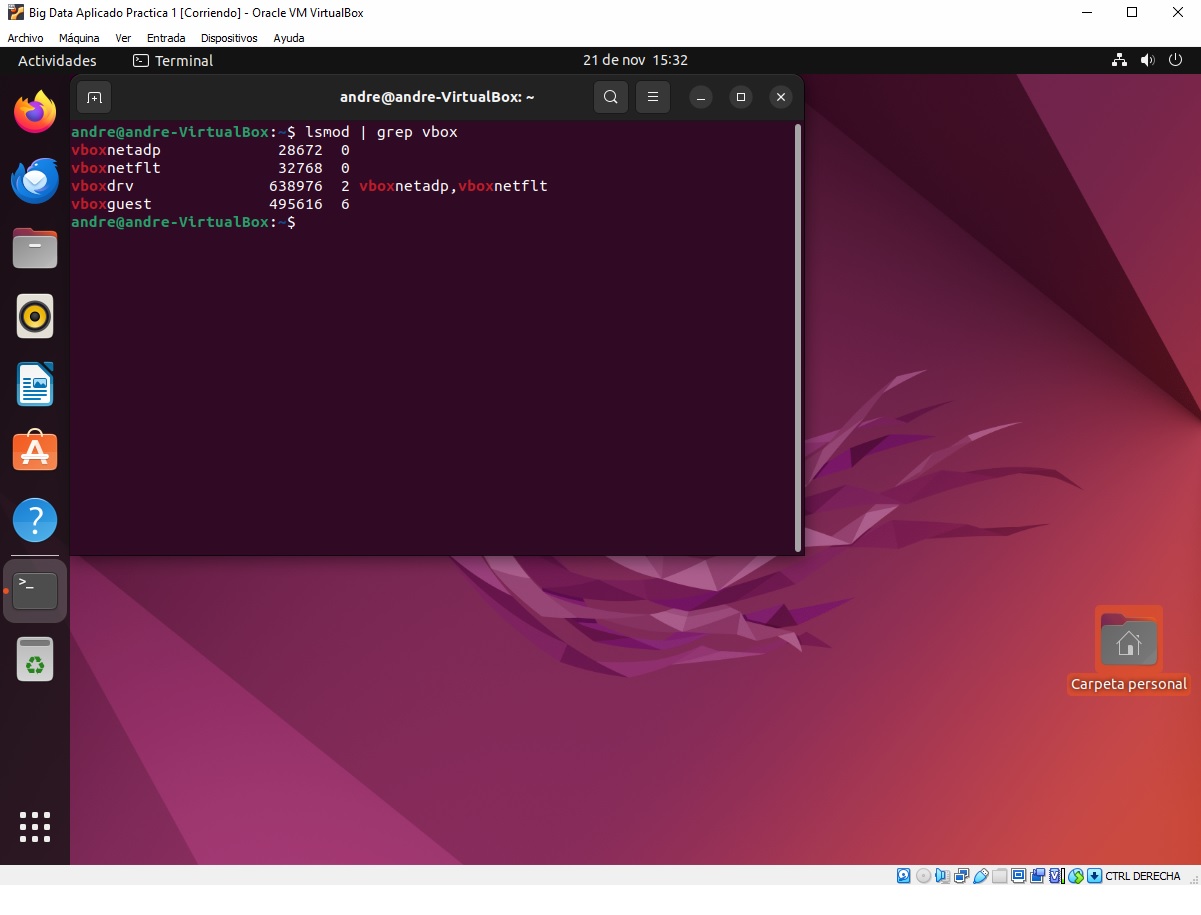 Big Data Aplicado Practica 1 [Corriendo] - Oracle VM VirtualBox
Archivo Máquina Ver Entrada Dispositivos Ayuda
Actividades Terminal 21 de nov 15:32
andre@andre-VirtualBox: ~
andre@andre-VirtualBox:~$ lsmod | grep vbox
vboxnetadp 28672 0
vboxnetflt 32768 0
vboxdrv 638976 2 vboxnetadp,vboxnetflt
vboxguest 495616 6
andre@andre-VirtualBox:~$
Carpeta personal
CTRL DERECHA